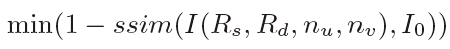 min(1 − ssim(I(R_s, R_d, n_u, n_v), I_0))